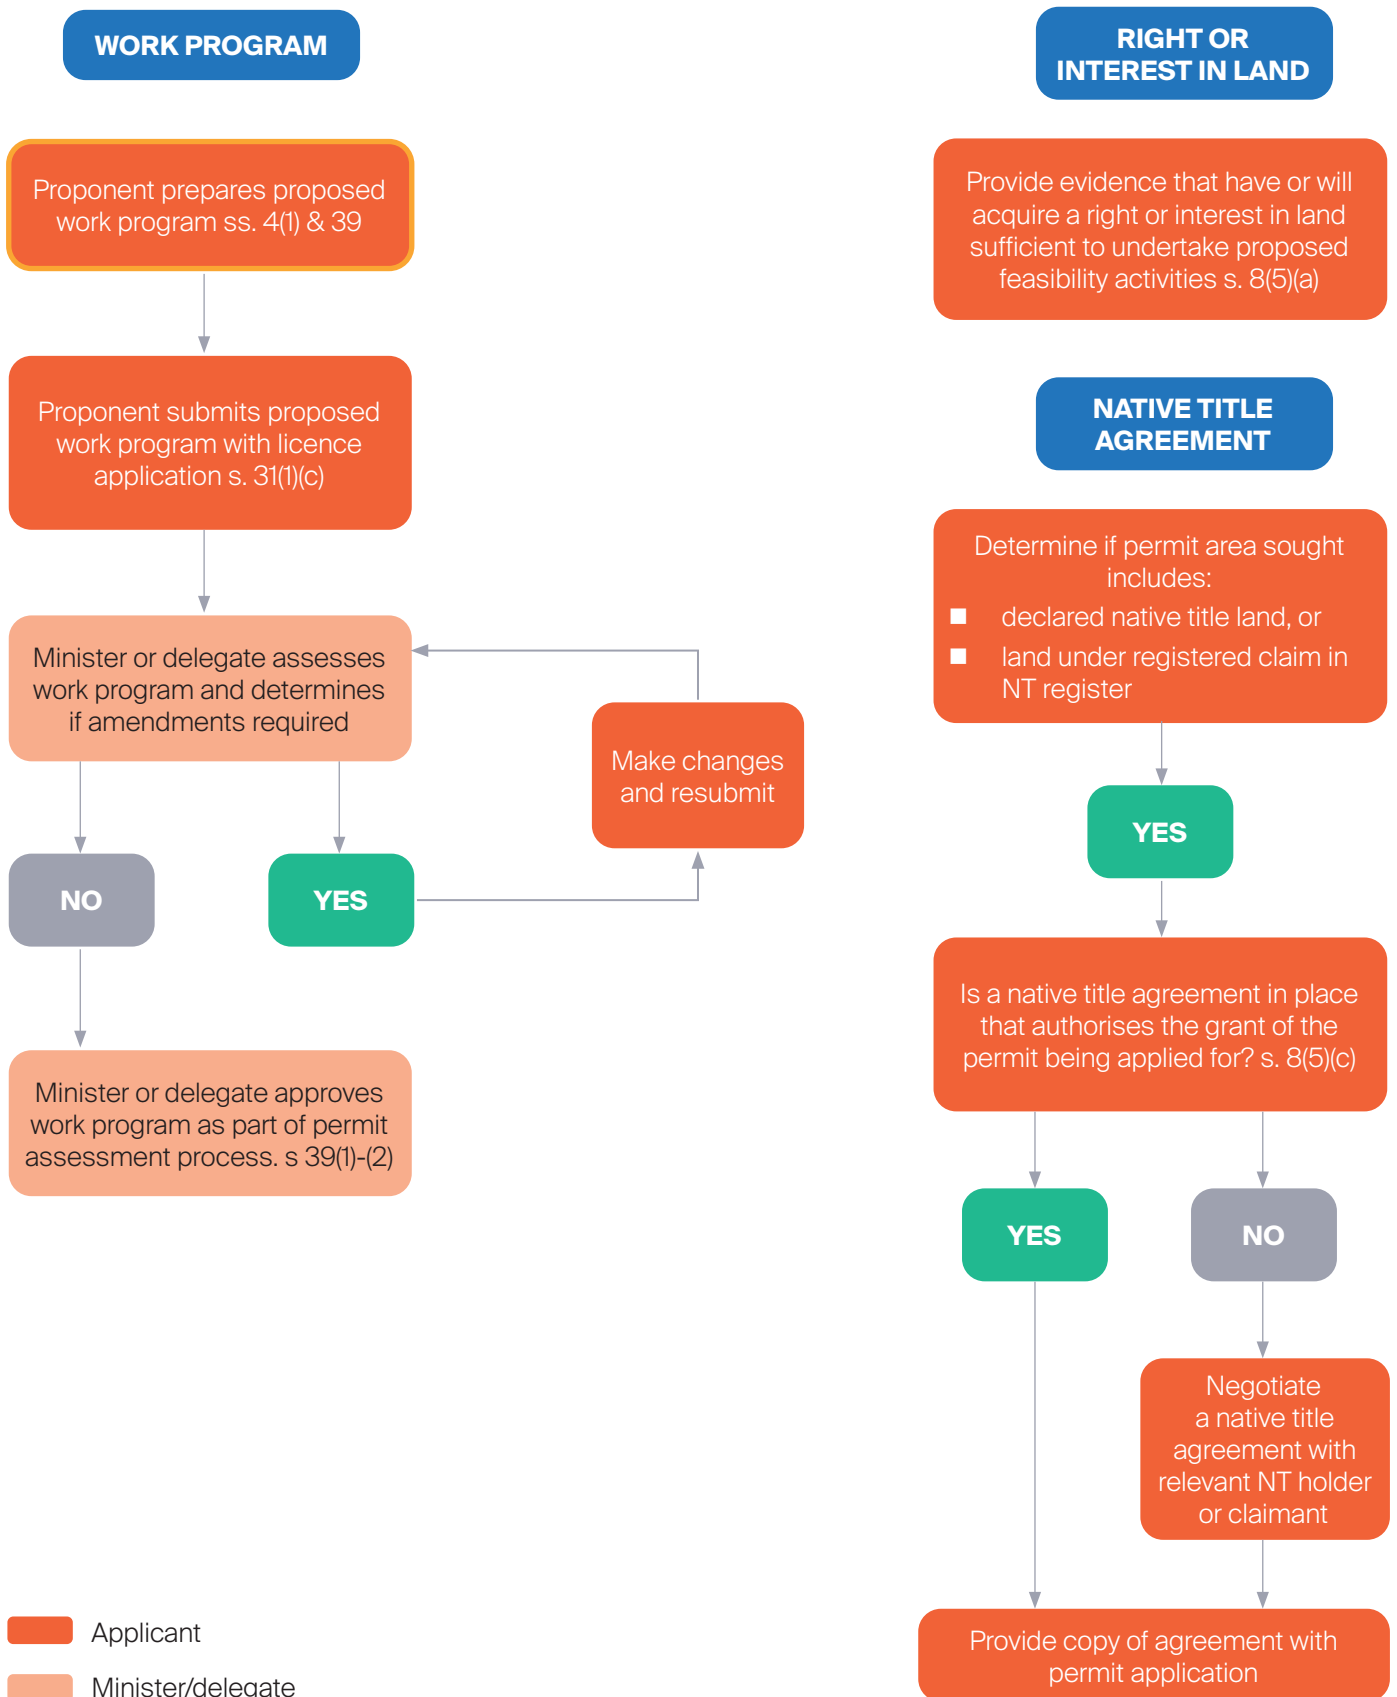 WORK PROGRAM
Proponent prepares proposed
work program ss. 4(1) & 39
Proponent submits proposed
work program with licence
application s. 31(1)(c)
Minister or delegate assesses
work program and determines
if amendments required
Make changes
and resubmit
NO
YES
Minister or delegate approves
work program as part of permit
assessment process. s 39(1)-(2)
RIGHT OR
INTEREST IN LAND
Provide evidence that have or will
acquire a right or interest in land
sufficient to undertake proposed
feasibility activities s. 8(5)(a)
NATIVE TITLE
AGREEMENT
Determine if permit area sought
includes:
declared native title land, or
land under registered claim in
NT register
YES
Is a native title agreement in place
that authorises the grant of the
permit being applied for? s. 8(5)(c)
YES
NO
Negotiate
a native title
agreement with
relevant NT holder
or claimant
Provide copy of agreement with
permit application
Applicant
Minister/delegate